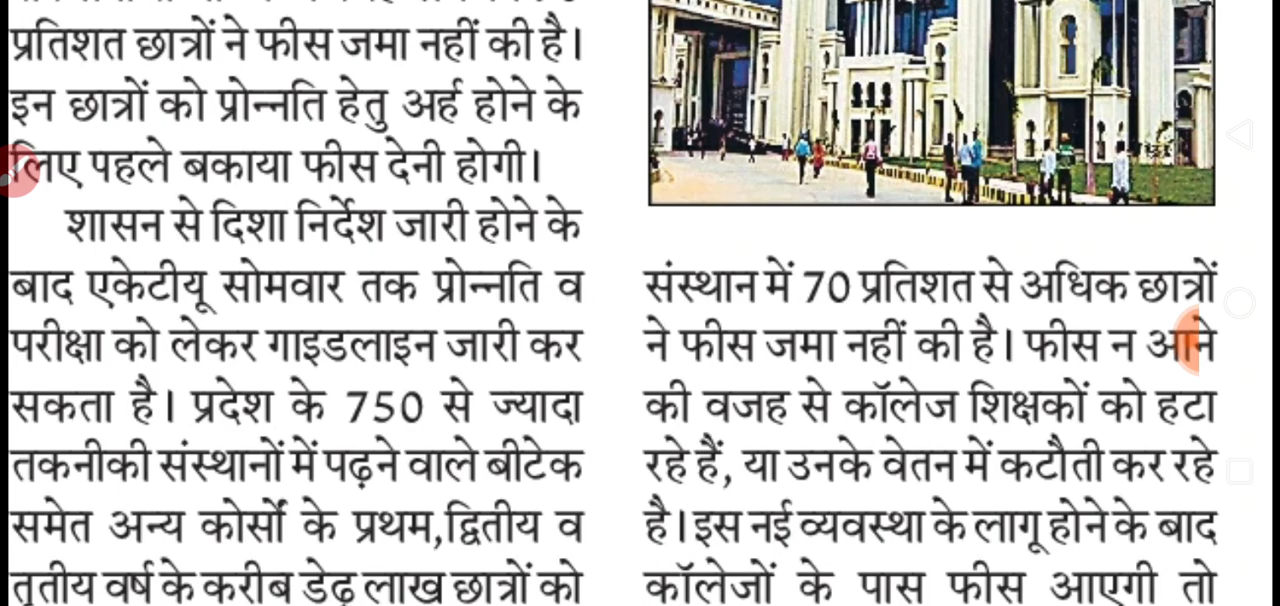 प्रतिशत छात्रों ने फीस जमा नहीं की है।
इन छात्रों को प्रोन्नति हेतु अर्ह होने के
लिए पहले बकाया फीस देनी होगी।
शासन से दिशा निर्देश जारी होने के
बाद एकेटीयू सोमवार तक प्रोन्नति व
परीक्षा को लेकर गाइडलाइन जारी कर
सकता है। प्रदेश के 750 से ज्यादा
तकनीकी संस्थानों में पढ़ने वाले बीटेक
समेत अन्य कोर्सों के प्रथम,द्वितीय व
तृतीय वर्ष के करीब डेढ़ लाख छात्रों को
संस्थान में 70 प्रतिशत से अधिक छात्रों
ने फीस जमा नहीं की है। फीस न आने
की वजह से कॉलेज शिक्षकों को हटा
रहे हैं, या उनके वेतन में कटौती कर रहे
है। इस नई व्यवस्था के लागू होने के बाद
कॉलेजों के पास फीस आएगी तो